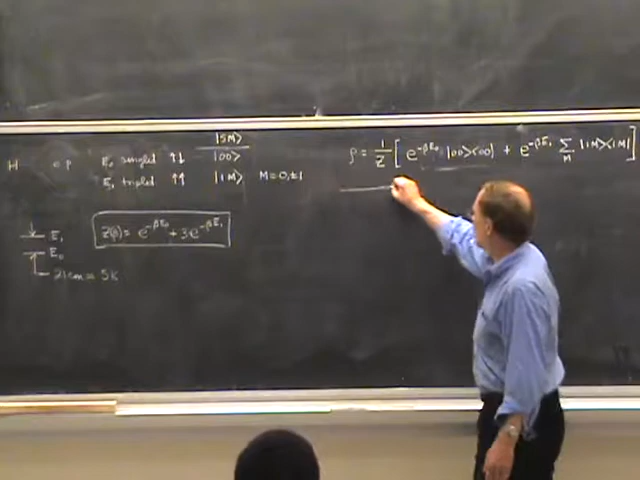 |SM>
H e.p E₀ singlet ↑↓ |00>
E₁ triplet ↑↑ |1M> M=0,±1
Z(β)= e^{-βE₀} + 3e^{-βE₁}
E₁
E₀
21cm = 5K
ρ = 1/Z [ e^{-βE₀} |00><00| + e^{-βE₁} Σ_M |1M><1M| ]